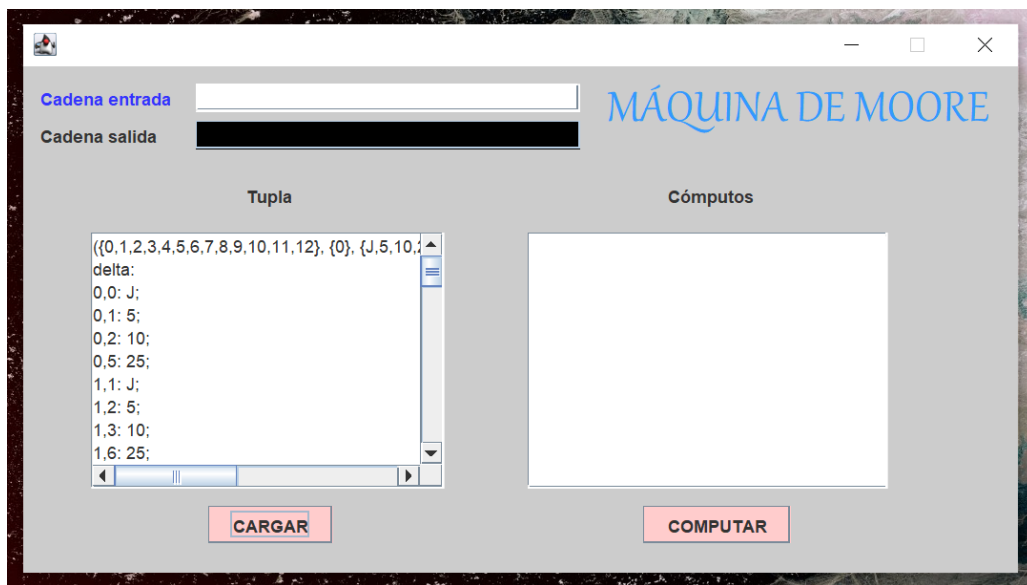 Cadena entrada
MÁQUINA DE MOORE
Cadena salida
Tupla
Cómputos
({0,1,2,3,4,5,6,7,8,9,10,11,12}, {0}, {J,5,10,
delta:
0,0: J;
0,1: 5;
0,2: 10;
0,5: 25;
1,1: J;
1,2: 5;
1,3: 10;
1,6: 25;
CARGAR
COMPUTAR